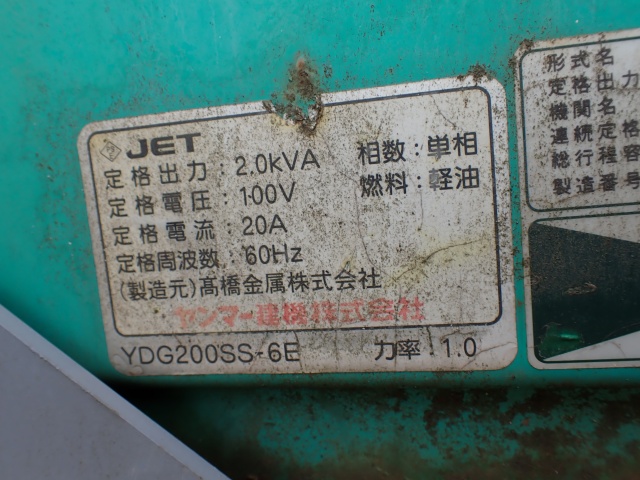 JET
定格出力:2.0kVA 相数:単相
定格電圧:100V 燃料:軽油
定格電流:20A
定格周波数:60Hz
(製造元)髙橋金属株式会社
ヤンマー建機株式会社
YDG200SS-6E 力率:1.0
形式名
定格出力
機関名
連続定格
総行程容
製造番号